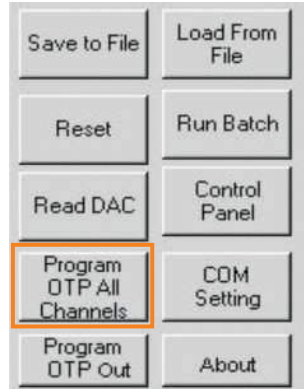 Save to File
Load From
File
Reset
Run Batch
Read DAC
Control
Panel
Program
OTP All
Channels
COM
Setting
Program
OTP Out
About